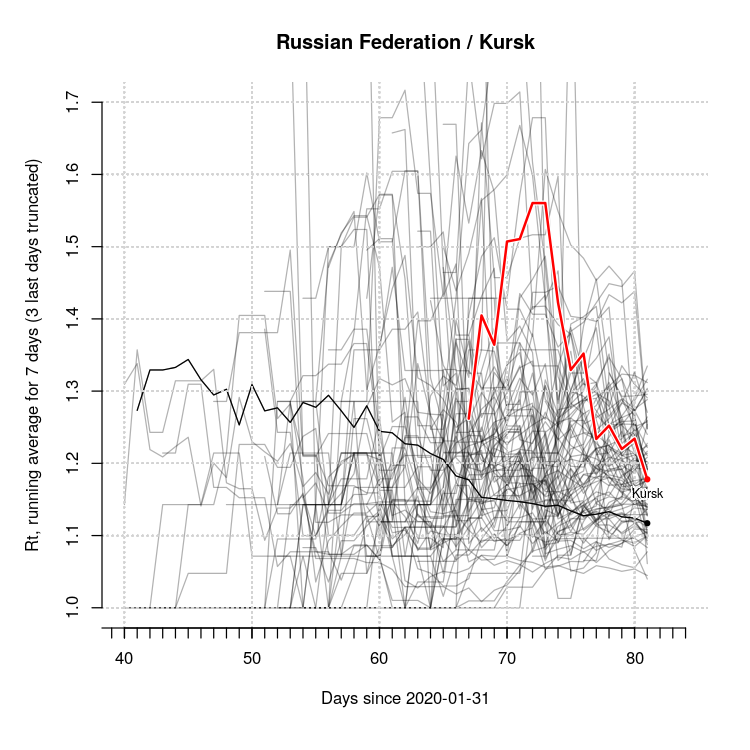 Russian Federation / Kursk
Rt, running average for 7 days (3 last days truncated)
1.7
1.6
1.5
1.4
1.3
1.2
1.1
1.0
Kursk
40 50 60 70 80
Days since 2020-01-31